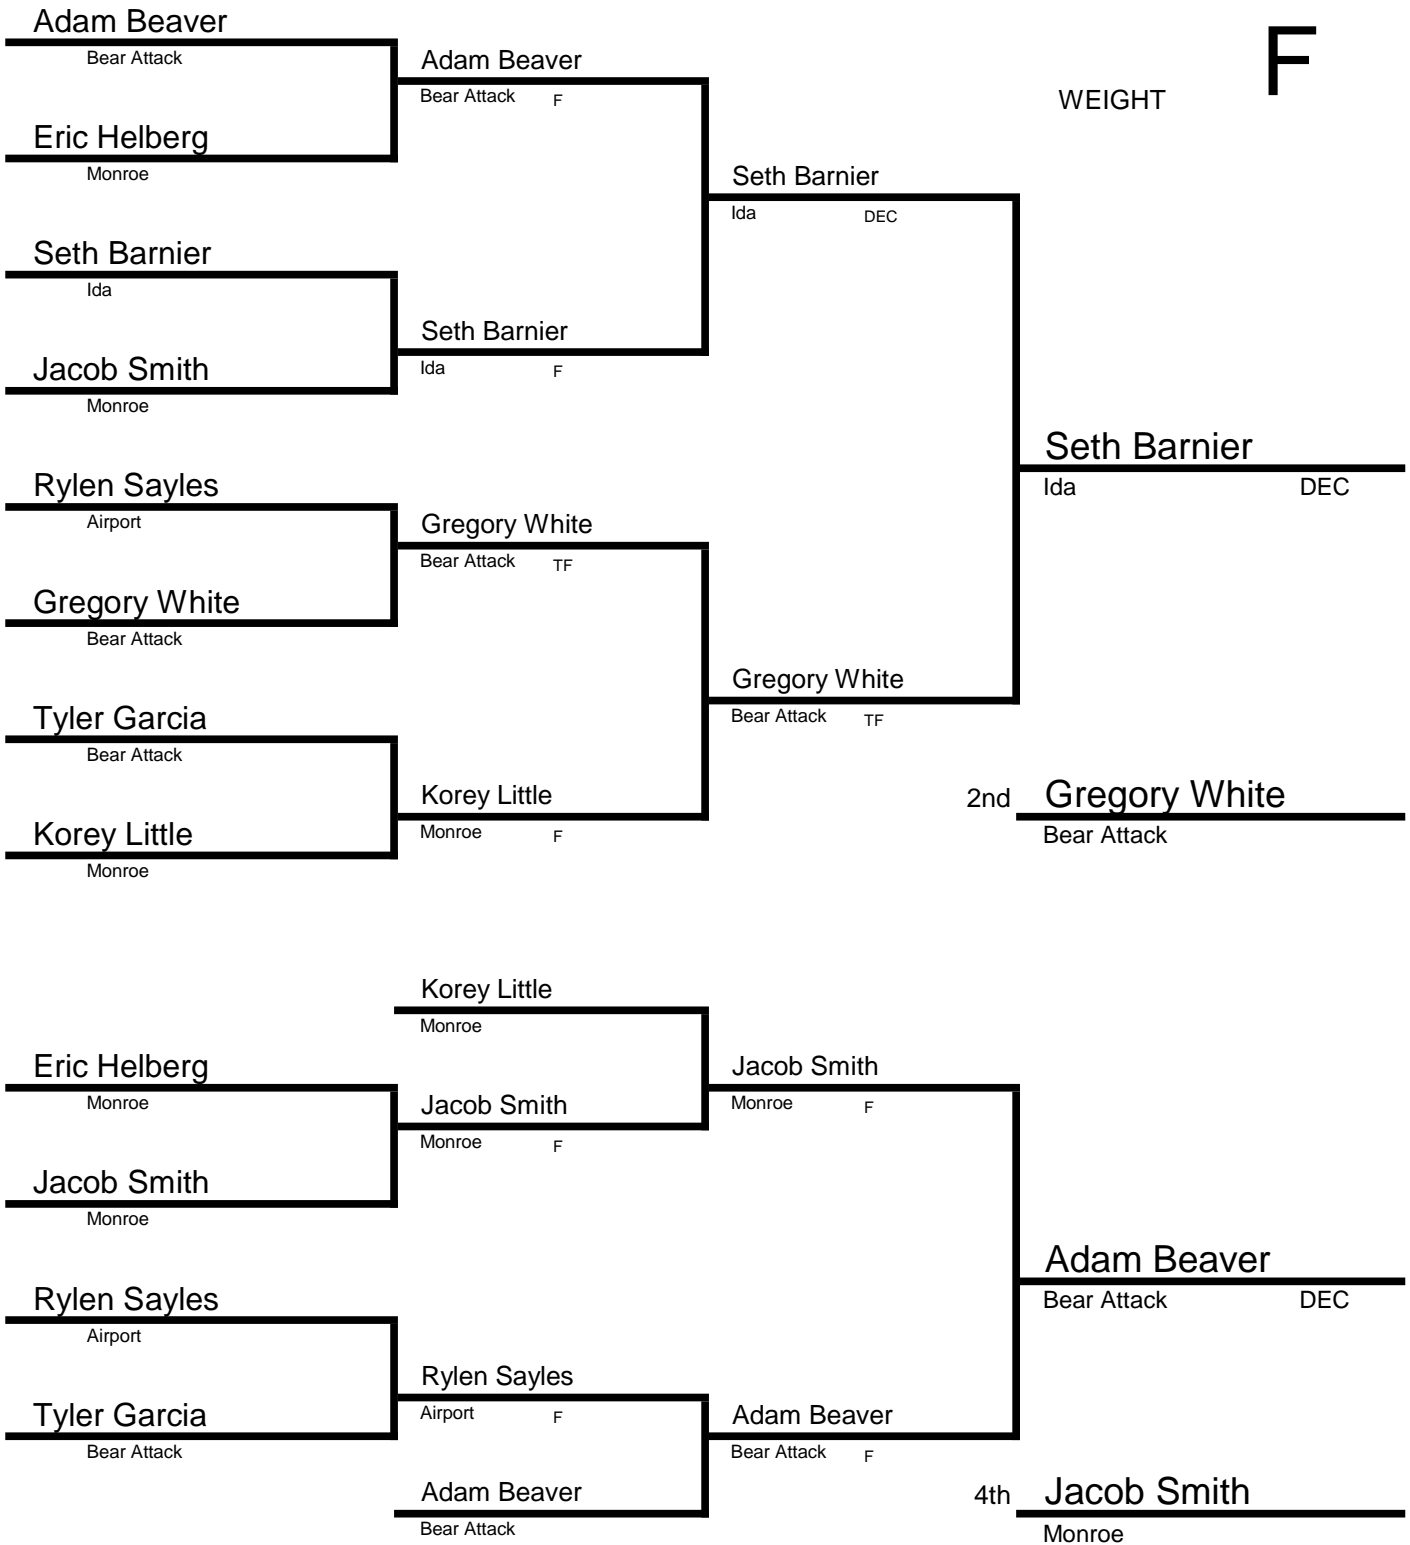 Adam Beaver
Bear Attack
Adam Beaver
Bear Attack F
F
WEIGHT
Eric Helberg
Monroe
Seth Barnier
Ida DEC
Seth Barnier
Ida
Seth Barnier
Ida F
Jacob Smith
Monroe
Seth Barnier
Ida DEC
Rylen Sayles
Airport
Gregory White
Bear Attack TF
Gregory White
Bear Attack
Gregory White
Bear Attack TF
Tyler Garcia
Bear Attack
Korey Little
Monroe F
2nd Gregory White
Bear Attack
Korey Little
Monroe
Korey Little
Monroe
Eric Helberg
Monroe
Jacob Smith
Monroe F
Jacob Smith
Monroe F
Jacob Smith
Monroe
Adam Beaver
Bear Attack DEC
Rylen Sayles
Airport
Rylen Sayles
Airport F
Tyler Garcia
Bear Attack
Adam Beaver
Bear Attack F
Adam Beaver
Bear Attack
4th Jacob Smith
Monroe